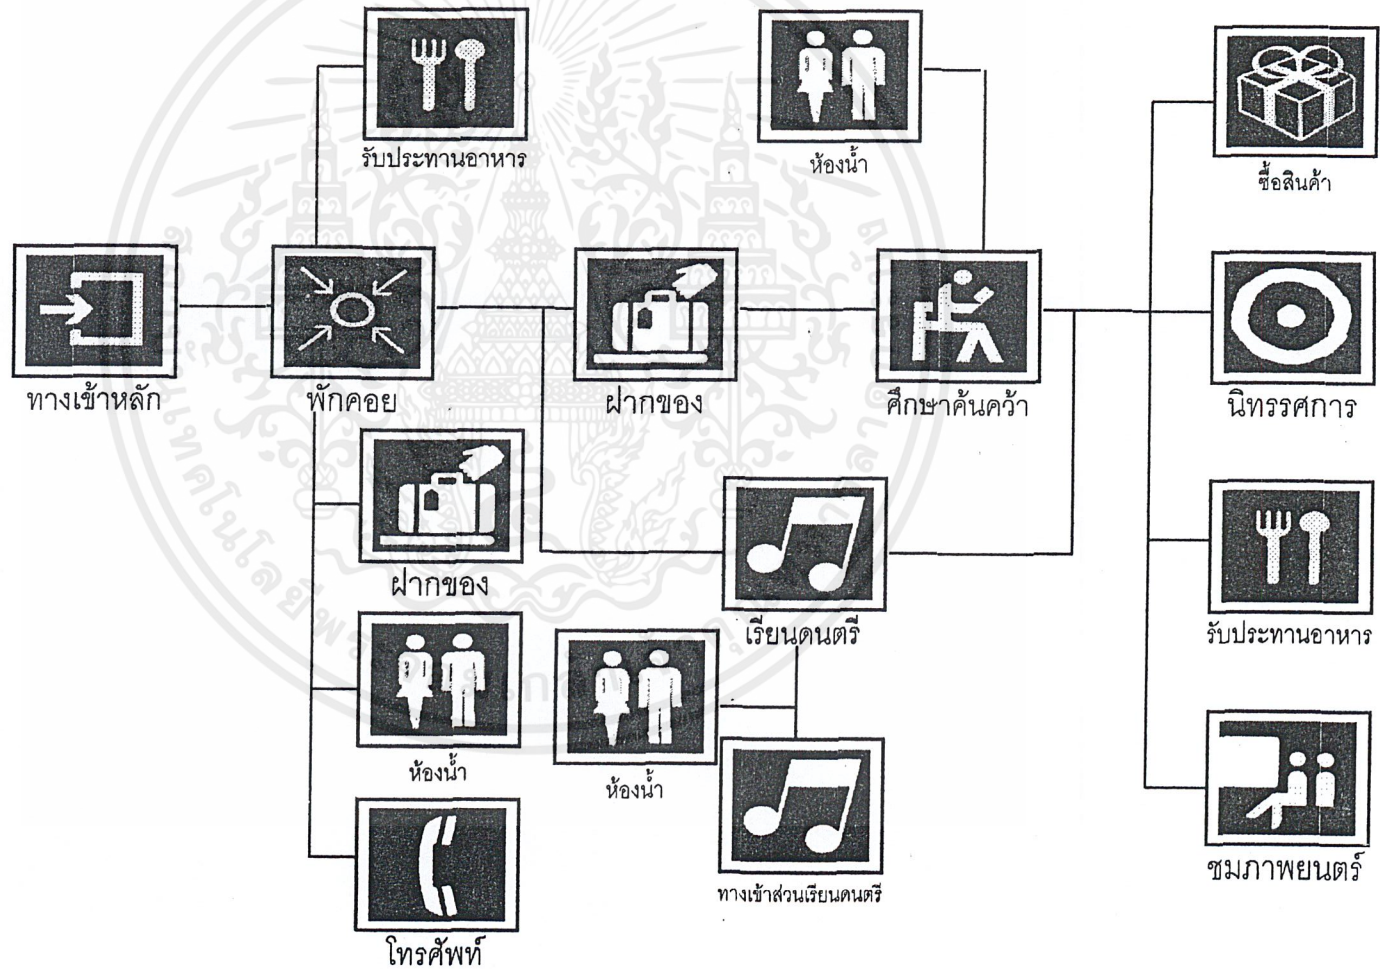 รับประทานอาหาร
ห้องน้ำ
ซื้อสินค้า
ทางเข้าหลัก
พักคอย
ฝากของ
ศึกษาค้นคว้า
นิทรรศการ
ฝากของ
เรียนดนตรี
รับประทานอาหาร
ห้องน้ำ
ห้องน้ำ
ทางเข้าส่วนเรียนดนตรี
ชมภาพยนตร์
โทรศัพท์